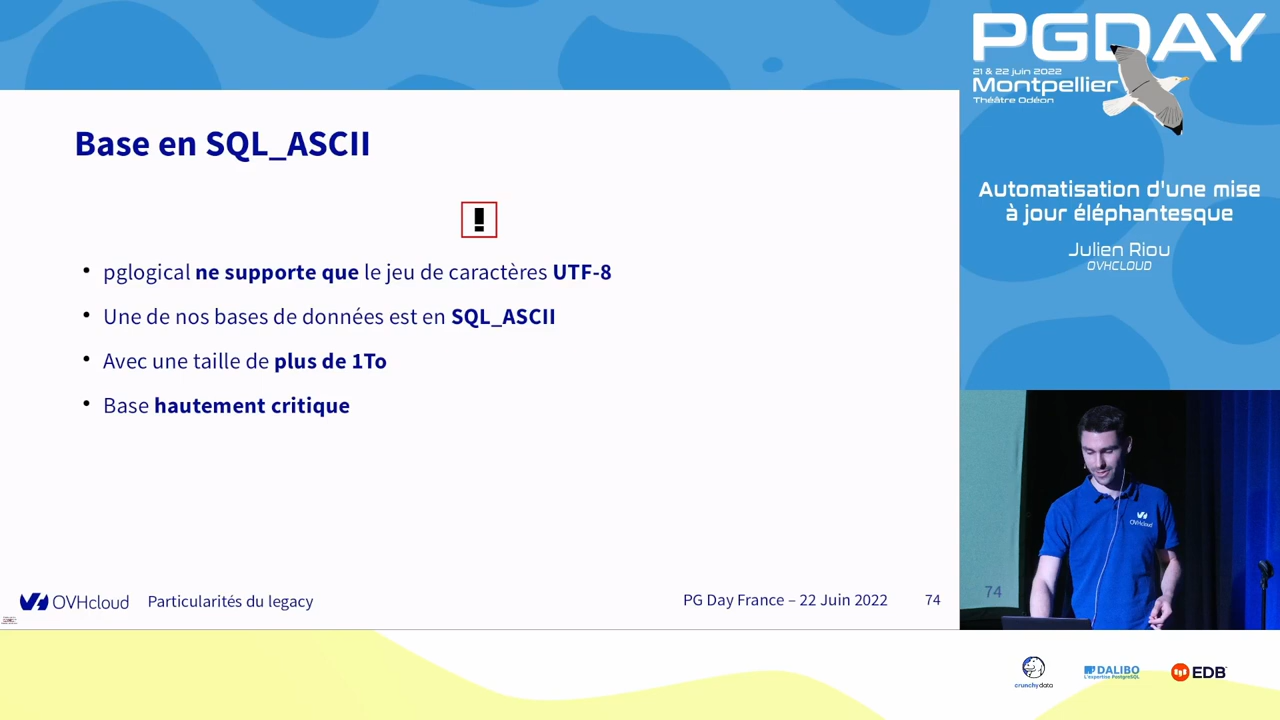 Base en SQL_ASCII
!
• pglogical ne supporte que le jeu de caractères UTF-8
• Une de nos bases de données est en SQL_ASCII
• Avec une taille de plus de 1To
• Base hautement critique
OVHcloud Particularités du legacy
PG Day France – 22 Juin 2022 74
PGDAY
21 & 22 juin 2022
Montpellier
Théâtre Odéon
Automatisation d'une mise
à jour éléphantesque
Julien Riou
OVHCLOUD
OVHcloud
74
crunchydata
DALIBO
L'expertise PostgreSQL
EDB